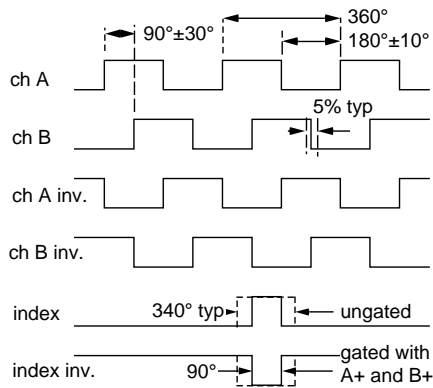 360°
90°±30°
180°±10°
ch A
5% typ
ch B
ch A inv.
ch B inv.
340° typ
index
ungated
gated with
index inv.
90°
A+ and B+